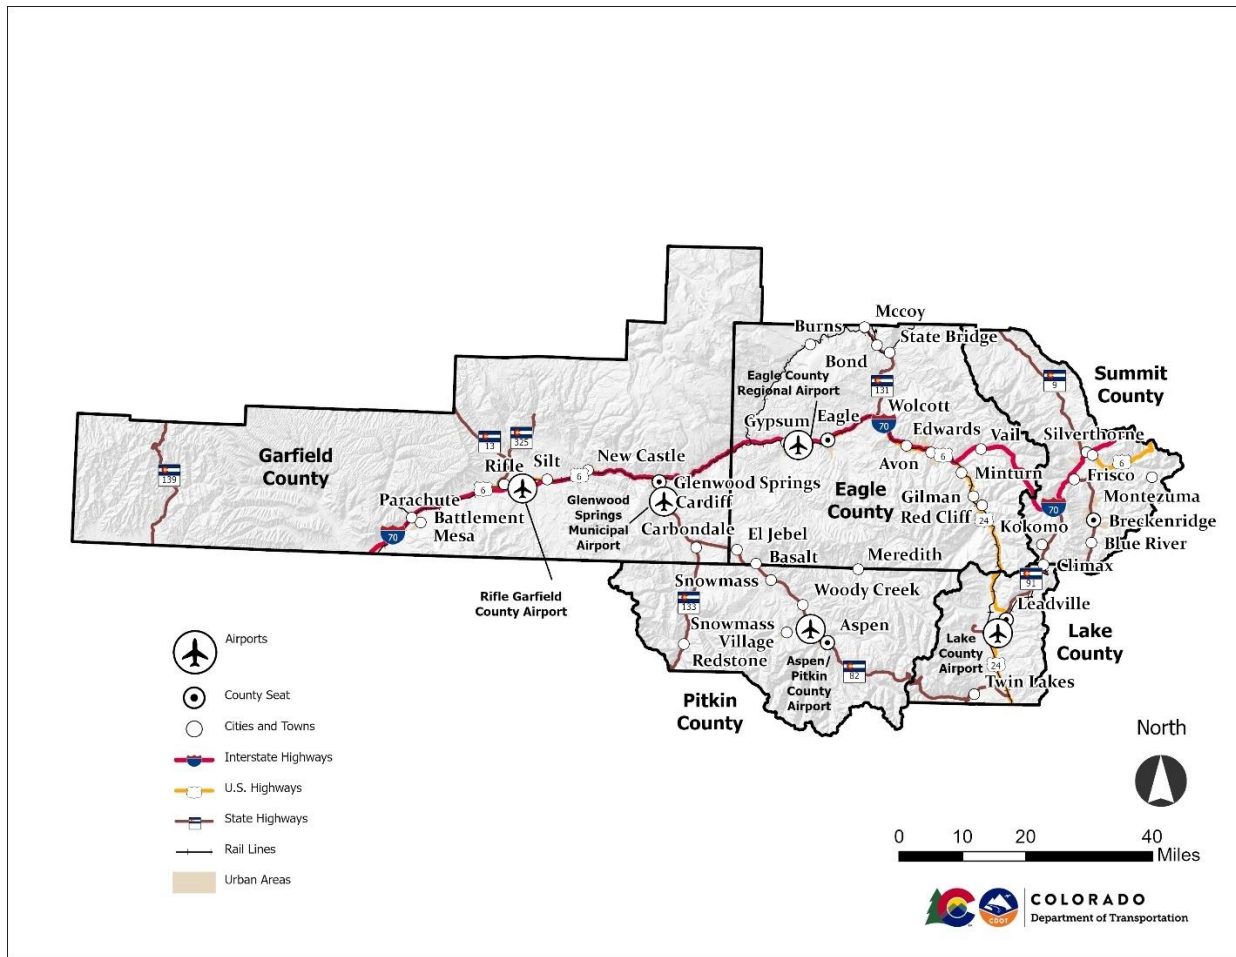 Mccoy
Burns
State Bridge
Bond
Eagle County
Regional Airport
131
9
Summit
County
Wolcott
Gypsum
Eagle
70
Edwards
Vail
Silverthorne
13
325
Garfield
County
139
Rifle
Silt
New Castle
6
6
Avon
6
Minturn
6
Frisco
Montezuma
Glenwood Springs
Cardiff
Parachute
Battlement
Mesa
70
Glenwood
Springs
Municipal
Airport
Carbondale
Eagle
County
Gilman
Red Cliff
24
70
Kokomo
Breckenridge
Blue River
El Jebel
Basalt
Meredith
Climax
91
Snowmass
Woody Creek
133
Leadville
Rifle Garfield
County Airport
Snowmass
Village
Redstone
Aspen
Aspen/
Pitkin
County
Airport
82
Lake
County
Airport
24
Lake
County
Twin Lakes
Pitkin
County
Airports
County Seat
Cities and Towns
Interstate Highways
U.S. Highways
State Highways
Rail Lines
Urban Areas
North
0 10 20 40
Miles
CDOT
COLORADO
Department of Transportation